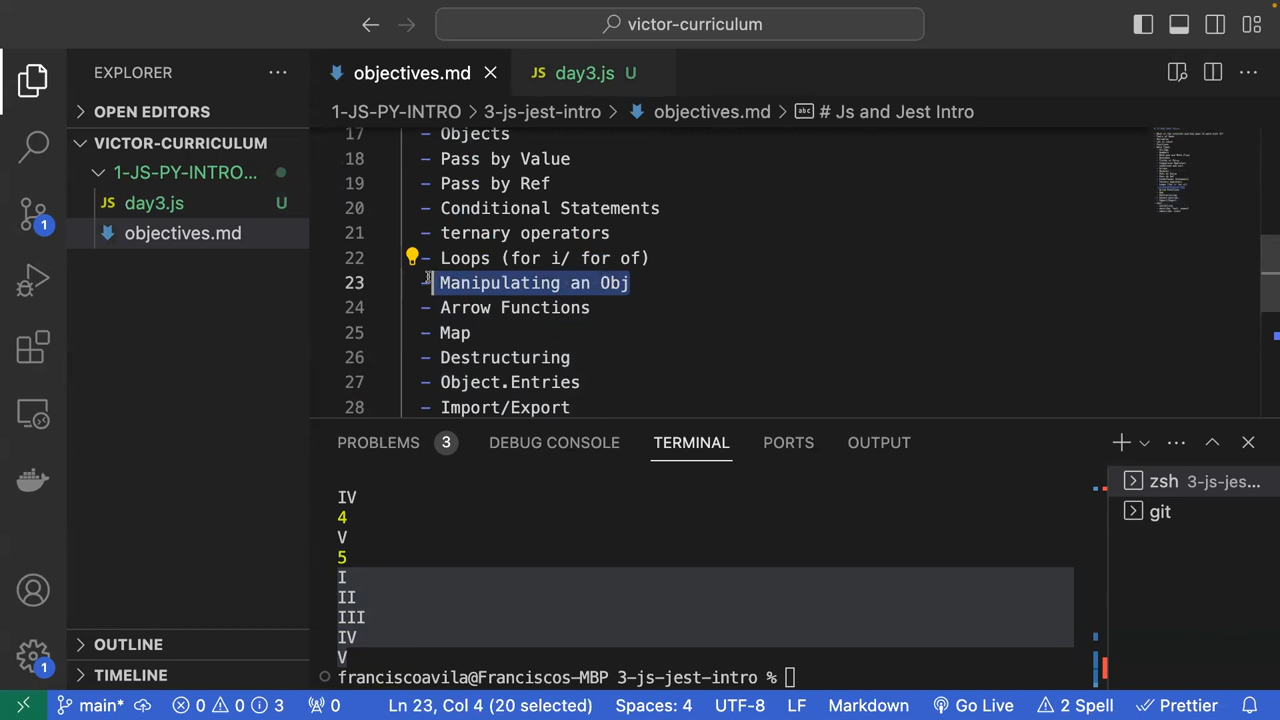 victor-curriculum
EXPLORER
objectives.md
JS day3.js U
OPEN EDITORS
1-JS-PY-INTRO > 3-js-jest-intro > objectives.md > # Js and Jest Intro
VICTOR-CURRICULUM
1-JS-PY-INTRO...
JS day3.js U
objectives.md
17 - Objects
18 - Pass by Value
19 - Pass by Ref
20 - Conditional Statements
21 - ternary operators
22 - Loops (for i/ for of)
23 - Manipulating an Obj
24 - Arrow Functions
25 - Map
26 - Destructuring
27 - Object.Entries
28 - Import/Export
PROBLEMS 3 DEBUG CONSOLE TERMINAL PORTS OUTPUT
IV
4
V
5
I
II
III
IV
V
franciscoavila@Franciscos-MBP 3-js-jest-intro %
zsh 3-js-jes...
git
1
1
OUTLINE
TIMELINE
main* 0 0 3 0 Ln 23, Col 4 (20 selected) Spaces: 4 UTF-8 LF Markdown Go Live 2 Spell Prettier